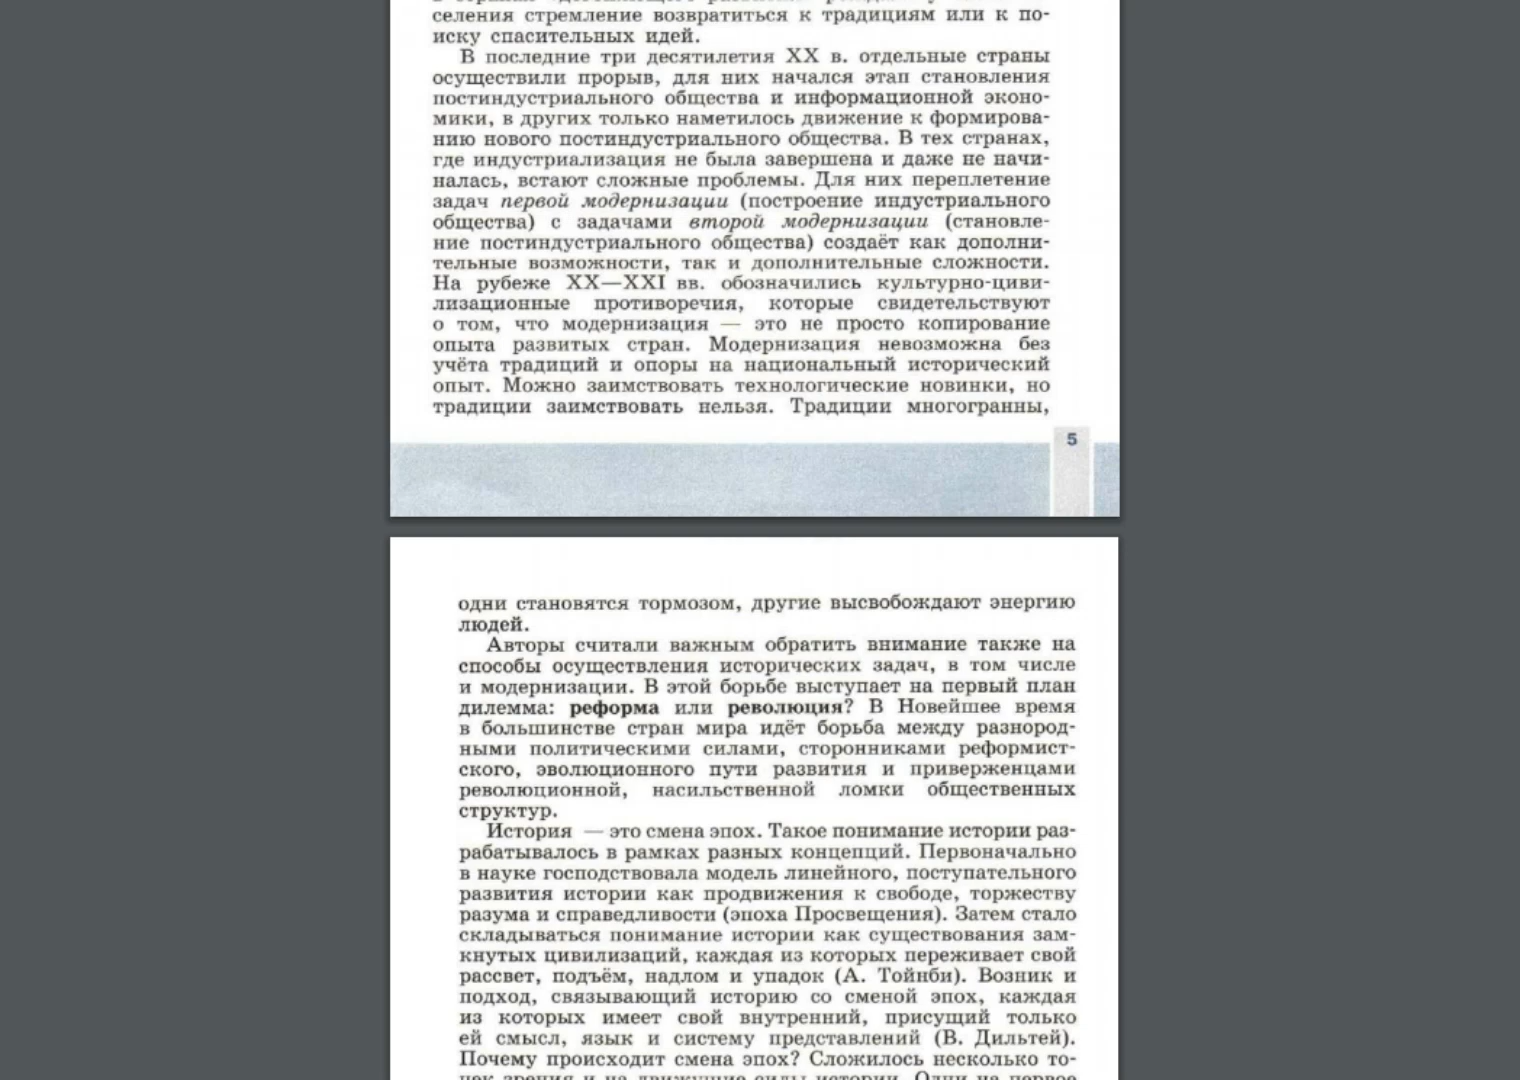 селения стремление возвратиться к традициям или к по-
иску спасительных идей.
В последние три десятилетия XX в. отдельные страны
осуществили прорыв, для них начался этап становления
постиндустриального общества и информационной эконо-
мики, в других только наметилось движение к формирова-
нию нового постиндустриального общества. В тех странах,
где индустриализация не была завершена и даже не начи-
налась, встают сложные проблемы. Для них переплетение
задач первой модернизации (построение индустриального
общества) с задачами второй модернизации (становле-
ние постиндустриального общества) создаёт как дополни-
тельные возможности, так и дополнительные сложности.
На рубеже XX—XXI вв. обозначились культурно-циви-
лизационные противоречия, которые свидетельствуют
о том, что модернизация — это не просто копирование
опыта развитых стран. Модернизация невозможна без
учёта традиций и опоры на национальный исторический
опыт. Можно заимствовать технологические новинки, но
традиции заимствовать нельзя. Традиции многогранны,
5
одни становятся тормозом, другие высвобождают энергию
людей.
Авторы считали важным обратить внимание также на
способы осуществления исторических задач, в том числе
и модернизации. В этой борьбе выступает на первый план
дилемма: реформа или революция? В Новейшее время
в большинстве стран мира идёт борьба между разнород-
ными политическими силами, сторонниками реформист-
ского, эволюционного пути развития и приверженцами
революционной, насильственной ломки общественных
структур.
История — это смена эпох. Такое понимание истории раз-
рабатывалось в рамках разных концепций. Первоначально
в науке господствовала модель линейного, поступательного
развития истории как продвижения к свободе, торжеству
разума и справедливости (эпоха Просвещения). Затем стало
складываться понимание истории как существования зам-
кнутых цивилизаций, каждая из которых переживает свой
рассвет, подъём, надлом и упадок (А. Тойнби). Возник и
подход, связывающий историю со сменой эпох, каждая
из которых имеет свой внутренний, присущий только
ей смысл, язык и систему представлений (В. Дильтей).
Почему происходит смена эпох? Сложилось несколько то-
чек зрения и на движущие силы истории. Одни на первое